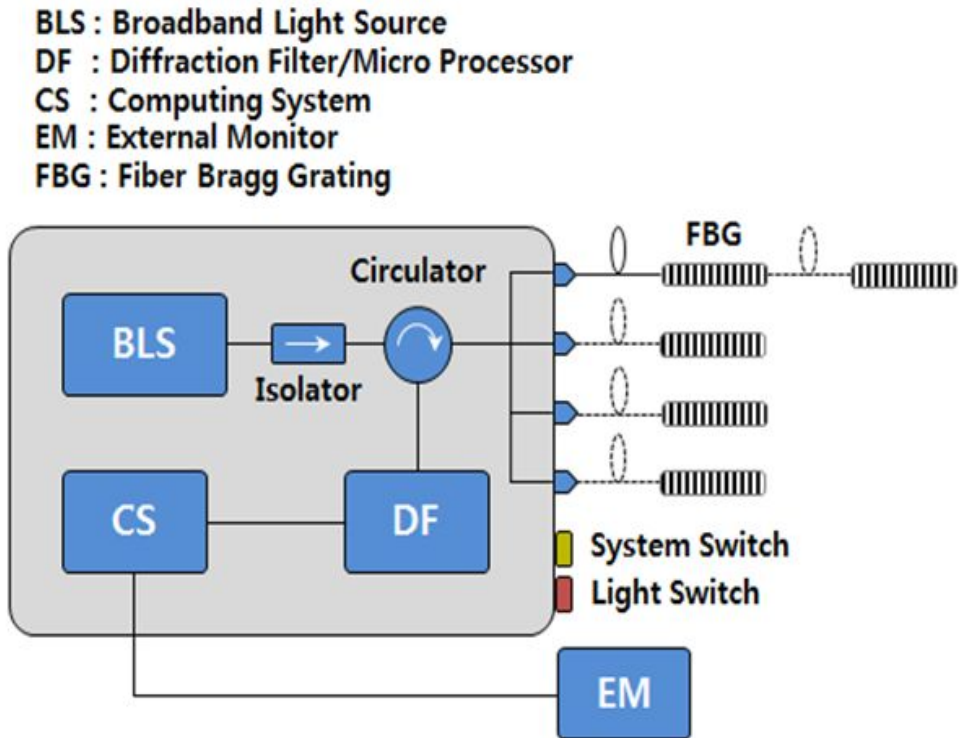 BLS : Broadband Light Source
DF : Diffraction Filter/Micro Processor
CS : Computing System
EM : External Monitor
FBG : Fiber Bragg Grating
FBG
Circulator
BLS
Isolator
CS
DF
System Switch
Light Switch
EM